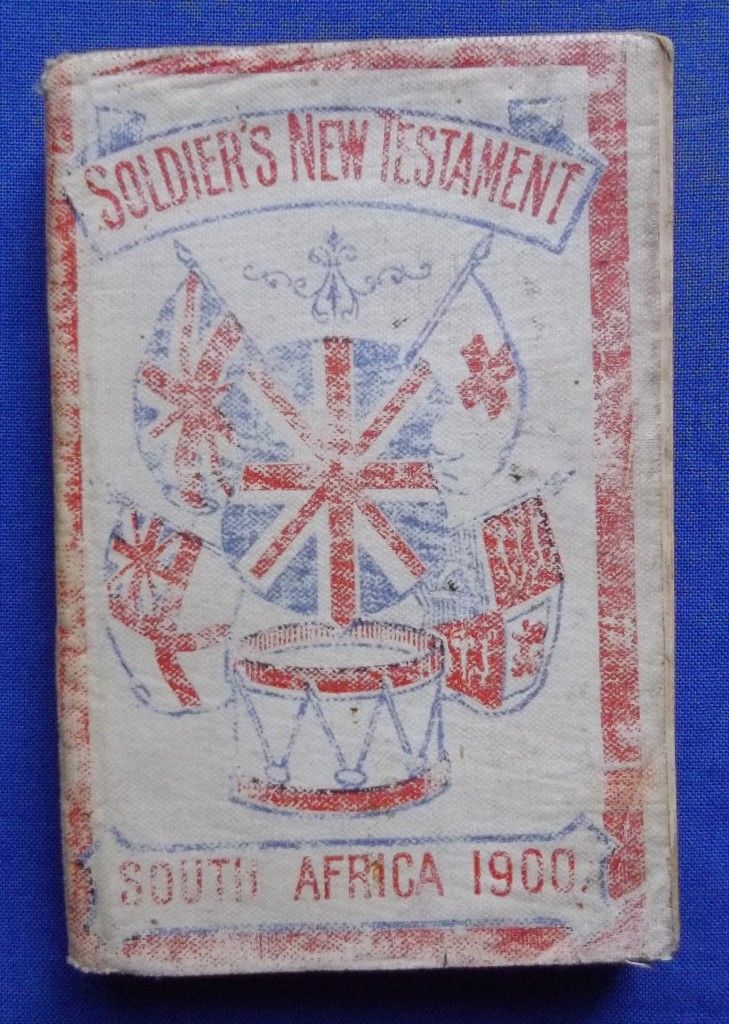 SOLDIER'S NEW TESTAMENT
SOUTH AFRICA 1900